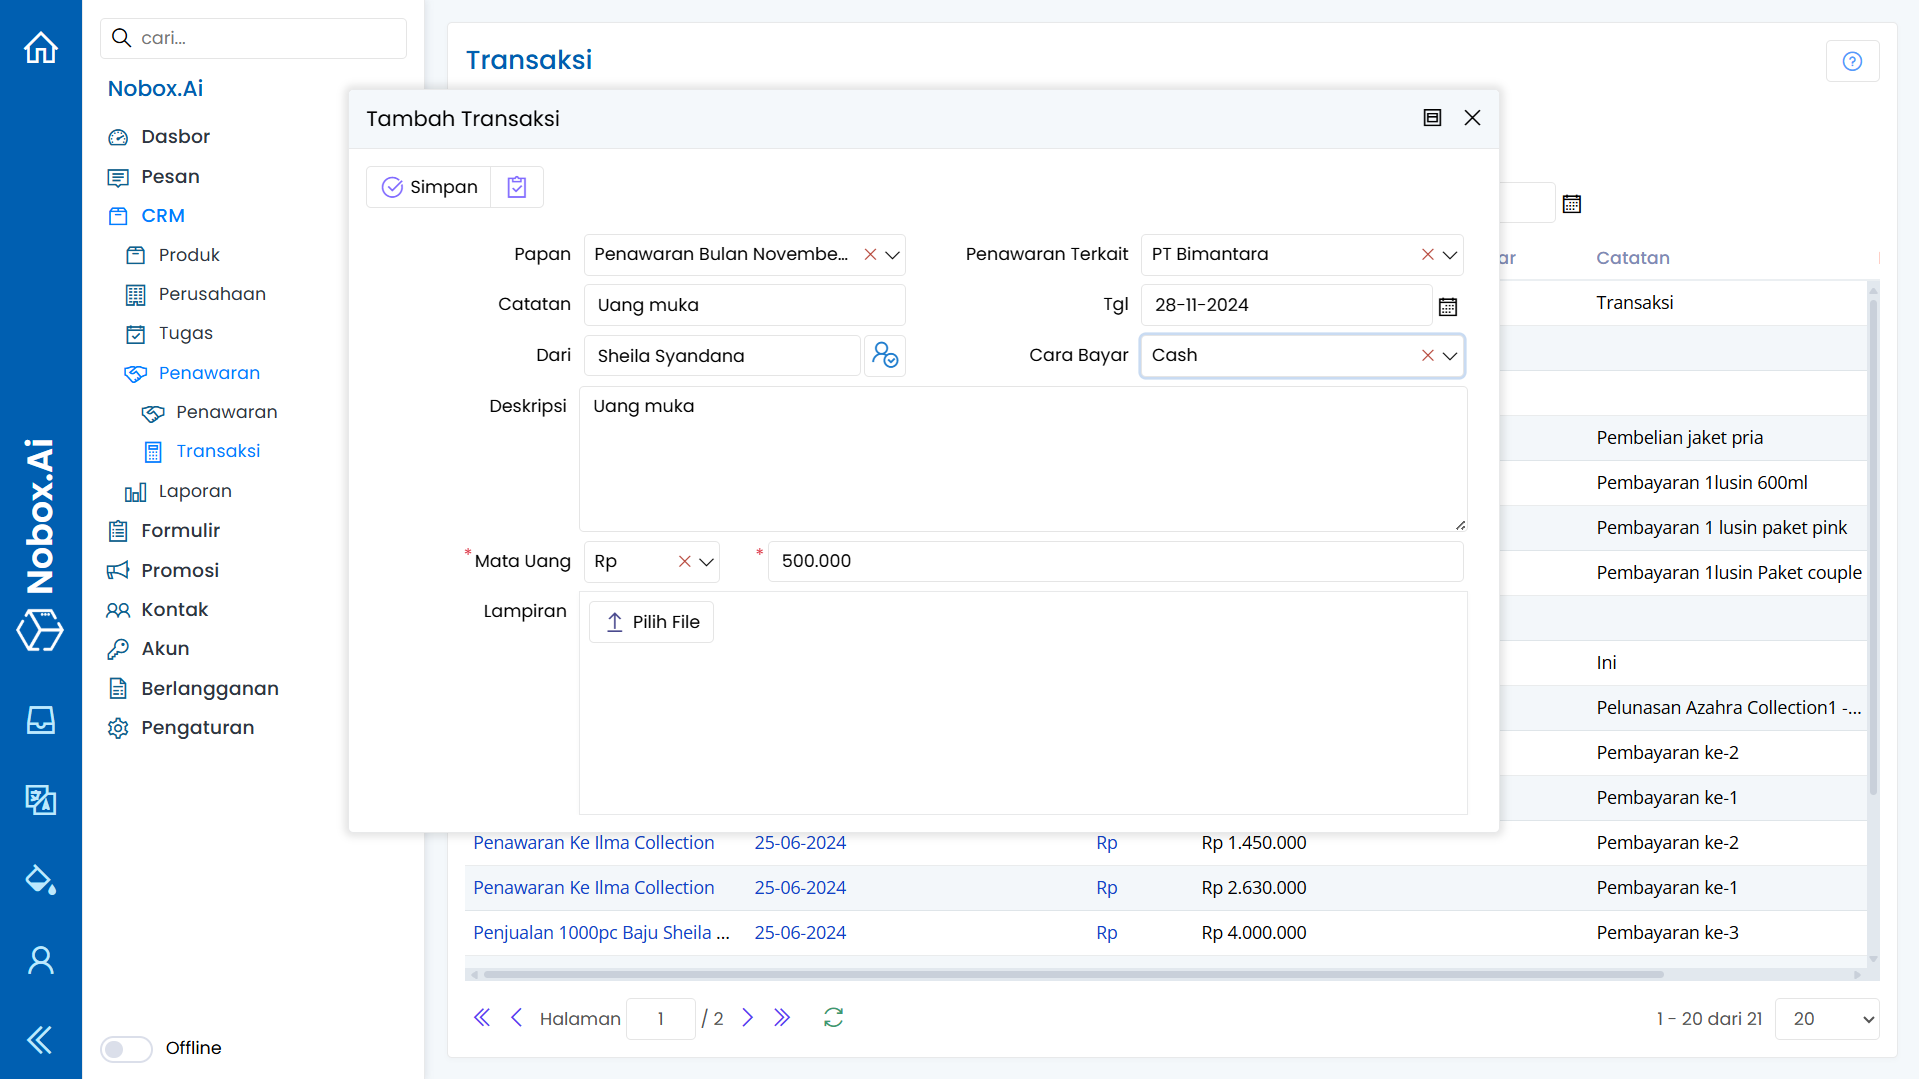 cari...
Nobox.Ai
Dasbor
Pesan
CRM
Produk
Perusahaan
Tugas
Penawaran
Penawaran
Transaksi
Laporan
Formulir
Promosi
Kontak
Akun
Berlangganan
Pengaturan
Offline
Nobox.Ai
Transaksi
Tambah Transaksi
Simpan
Papan Penawaran Bulan Novembe... Penawaran Terkait PT Bimantara
Catatan Uang muka Tgl 28-11-2024
Dari Sheila Syandana Cara Bayar Cash
Deskripsi Uang muka
* Mata Uang Rp * 500.000
Lampiran Pilih File
ar Catatan
Transaksi
Pembelian jaket pria
Pembayaran 1lusin 600ml
Pembayaran 1 lusin paket pink
Pembayaran 1lusin Paket couple
Ini
Pelunasan Azahra Collection1 -...
Pembayaran ke-2
Pembayaran ke-1
Penawaran Ke Ilma Collection 25-06-2024 Rp Rp 1.450.000 Pembayaran ke-2
Penawaran Ke Ilma Collection 25-06-2024 Rp Rp 2.630.000 Pembayaran ke-1
Penjualan 1000pc Baju Sheila ... 25-06-2024 Rp Rp 4.000.000 Pembayaran ke-3
Halaman 1 / 2 1 - 20 dari 21 20